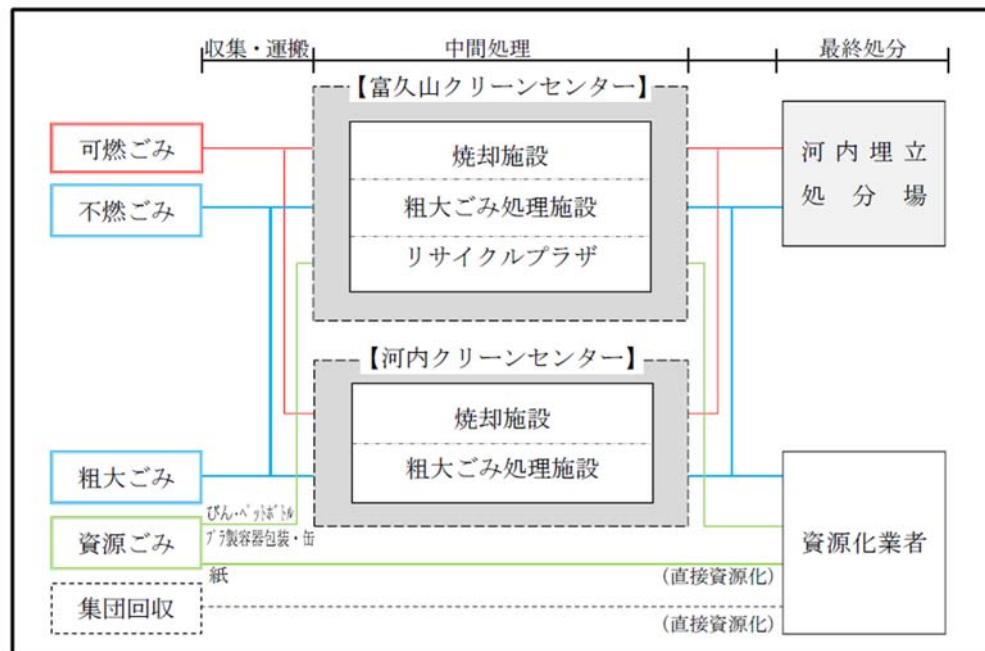 収集・運搬 中間処理 最終処分
【富久山クリーンセンター】
可燃ごみ
不燃ごみ
焼却施設
粗大ごみ処理施設
リサイクルプラザ
河内埋立
処分場
【河内クリーンセンター】
焼却施設
粗大ごみ処理施設
粗大ごみ
資源ごみ
びん・ペットボトル
プラ製容器包装・缶
紙
(直接資源化)
集団回収
(直接資源化)
資源化業者